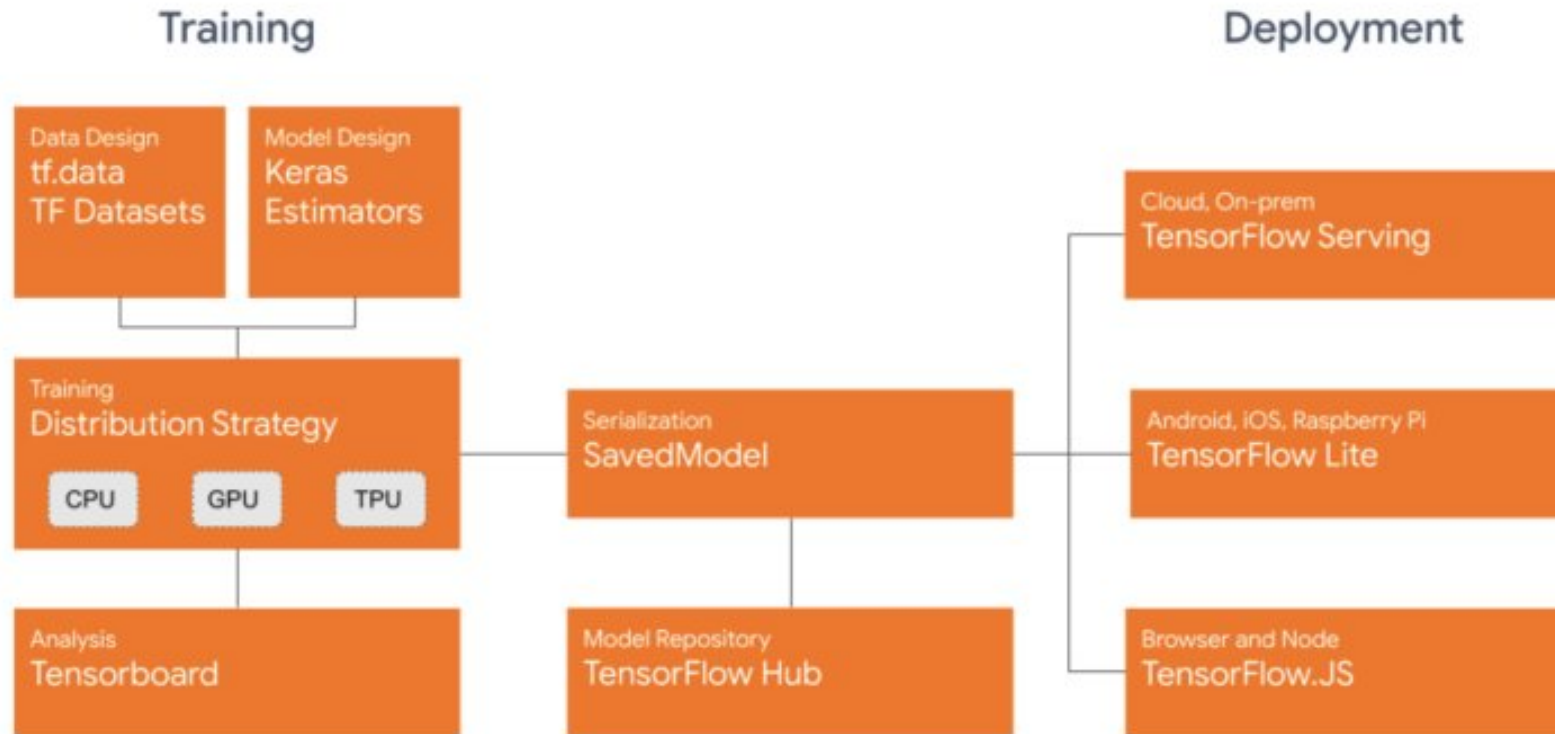 Training
Deployment
Data Design
tf.data
TF Datasets
Model Design
Keras
Estimators
Training
Distribution Strategy
CPU
GPU
TPU
Analysis
Tensorboard
Serialization
SavedModel
Model Repository
TensorFlow Hub
Cloud, On-prem
TensorFlow Serving
Android, iOS, Raspberry Pi
TensorFlow Lite
Browser and Node
TensorFlow.JS